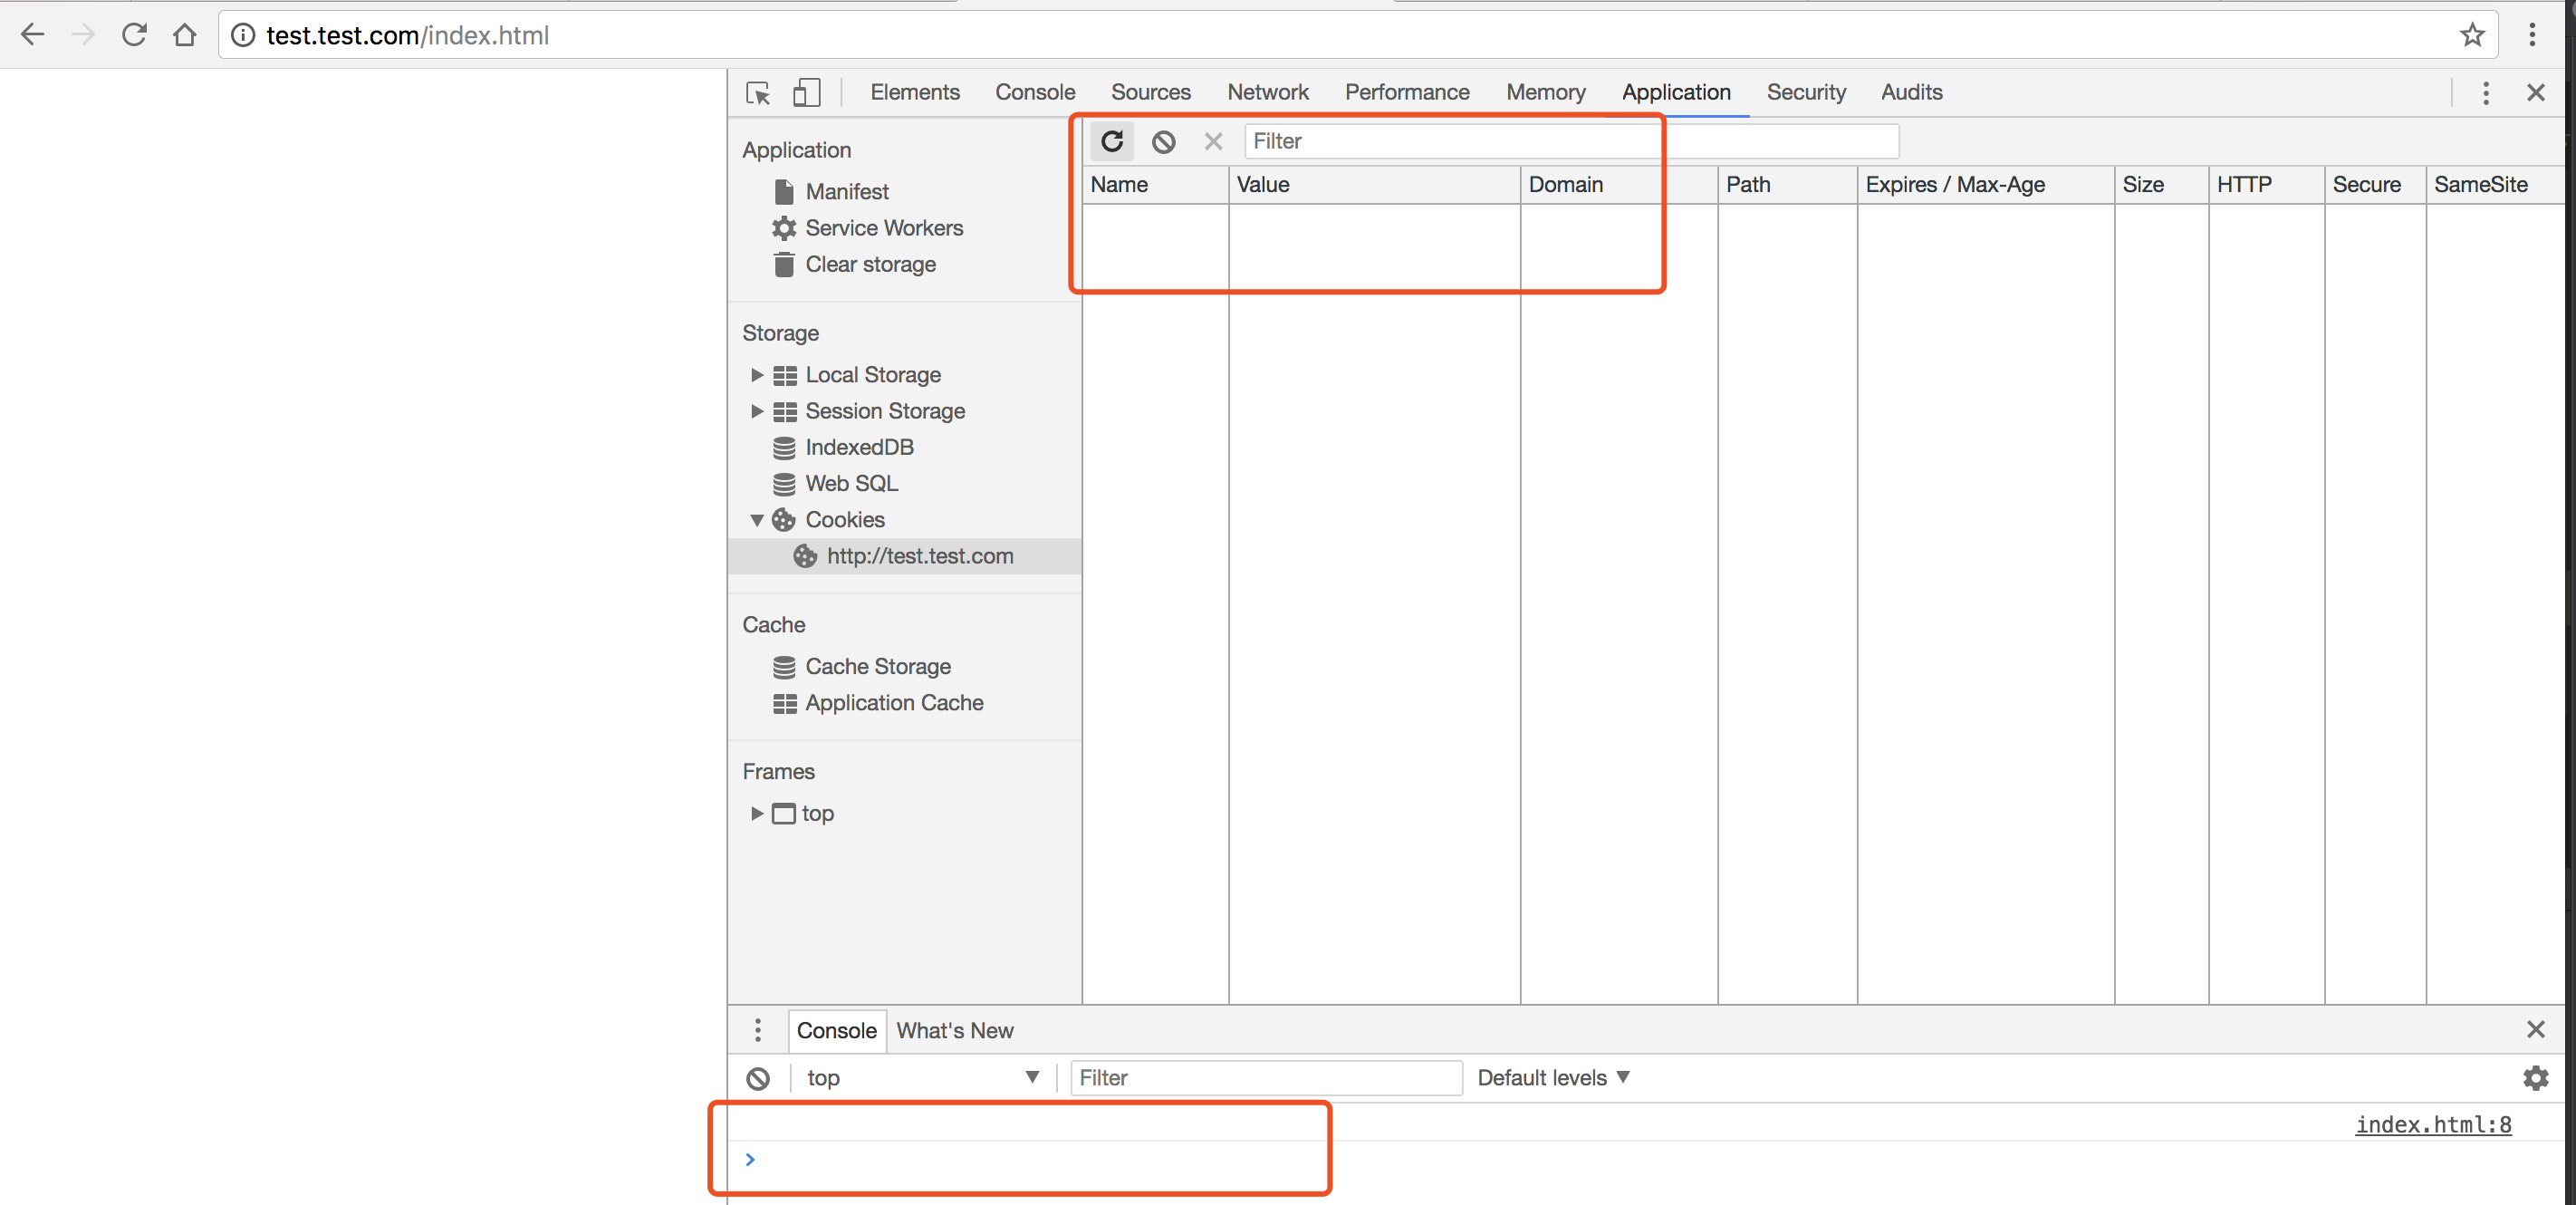 test.test.com/index.html
Elements Console Sources Network Performance Memory Application Security Audits
Application
Manifest
Service Workers
Clear storage
Storage
Local Storage
Session Storage
IndexedDB
Web SQL
Cookies
http://test.test.com
Cache
Cache Storage
Application Cache
Frames
top
Filter
Name Value Domain Path Expires / Max-Age Size HTTP Secure SameSite
Console What's New
top Filter Default levels
index.html:8